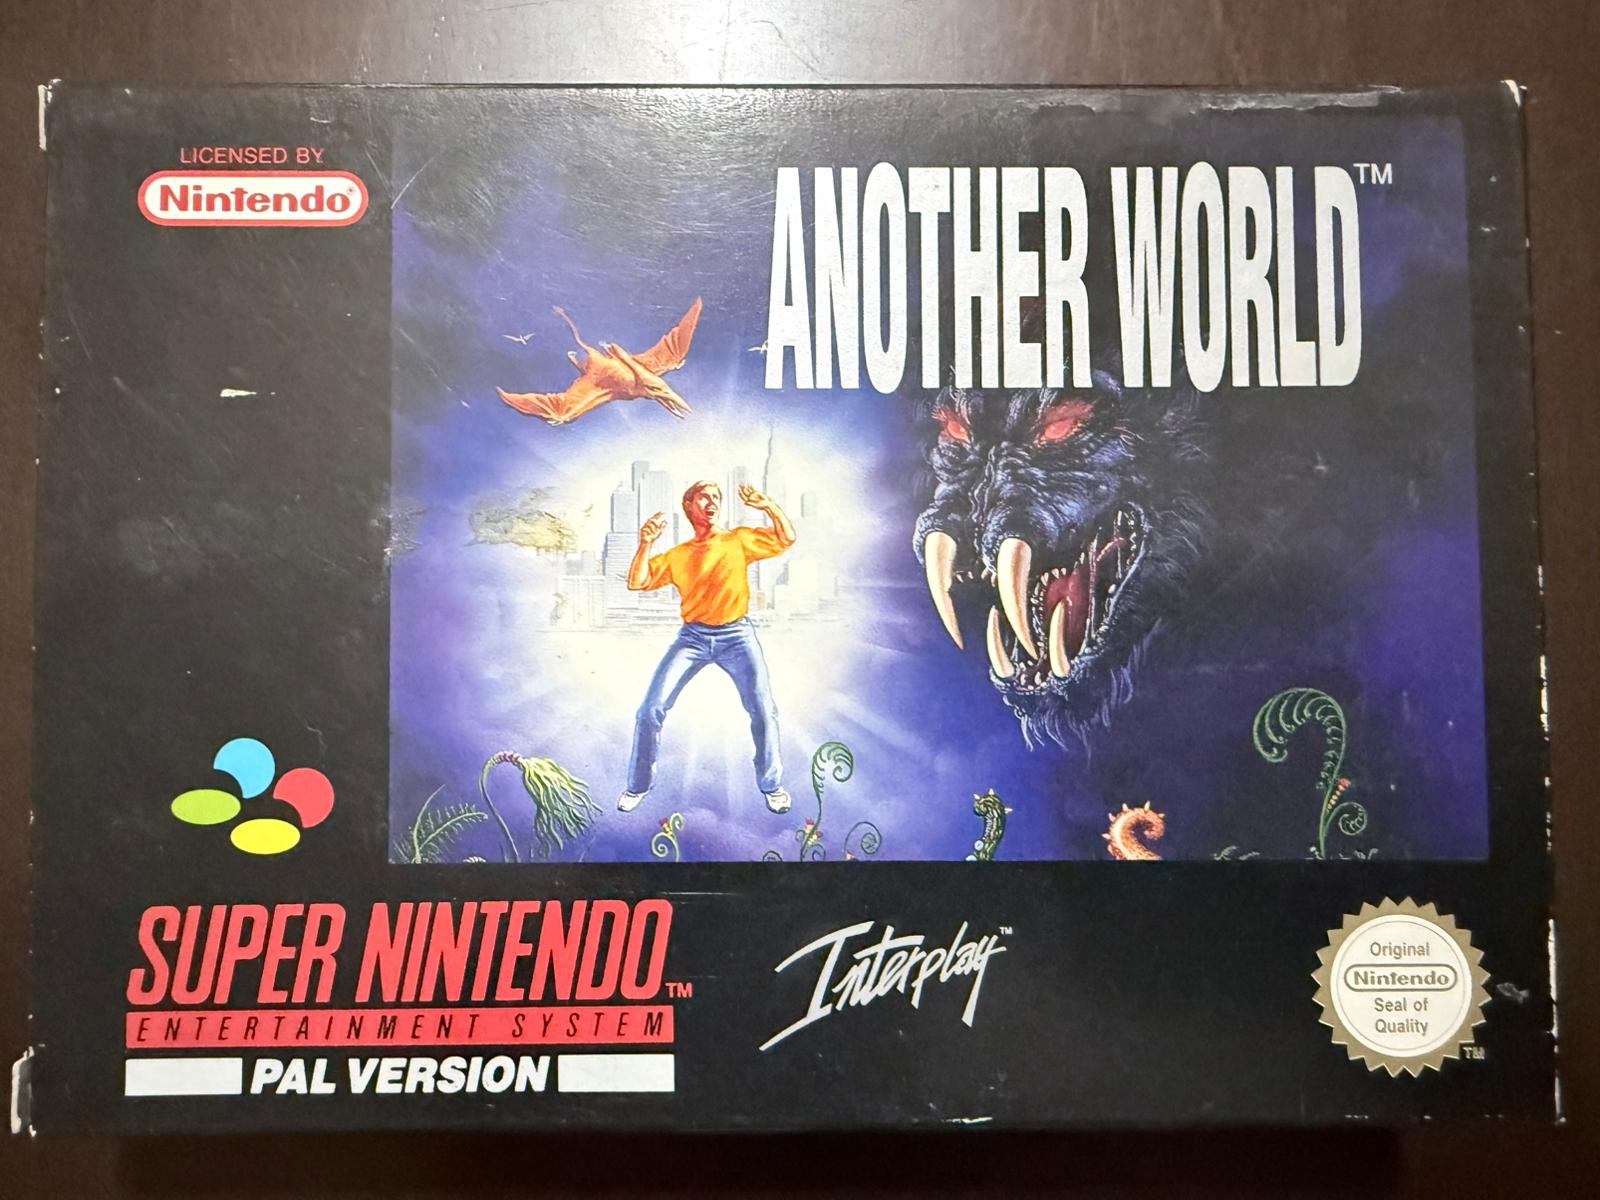 LICENSED BY
Nintendo®
ANOTHER WORLD™
SUPER NINTENDO™
ENTERTAINMENT SYSTEM
PAL VERSION
Interplay™
Original
Nintendo
Seal of
Quality
TM